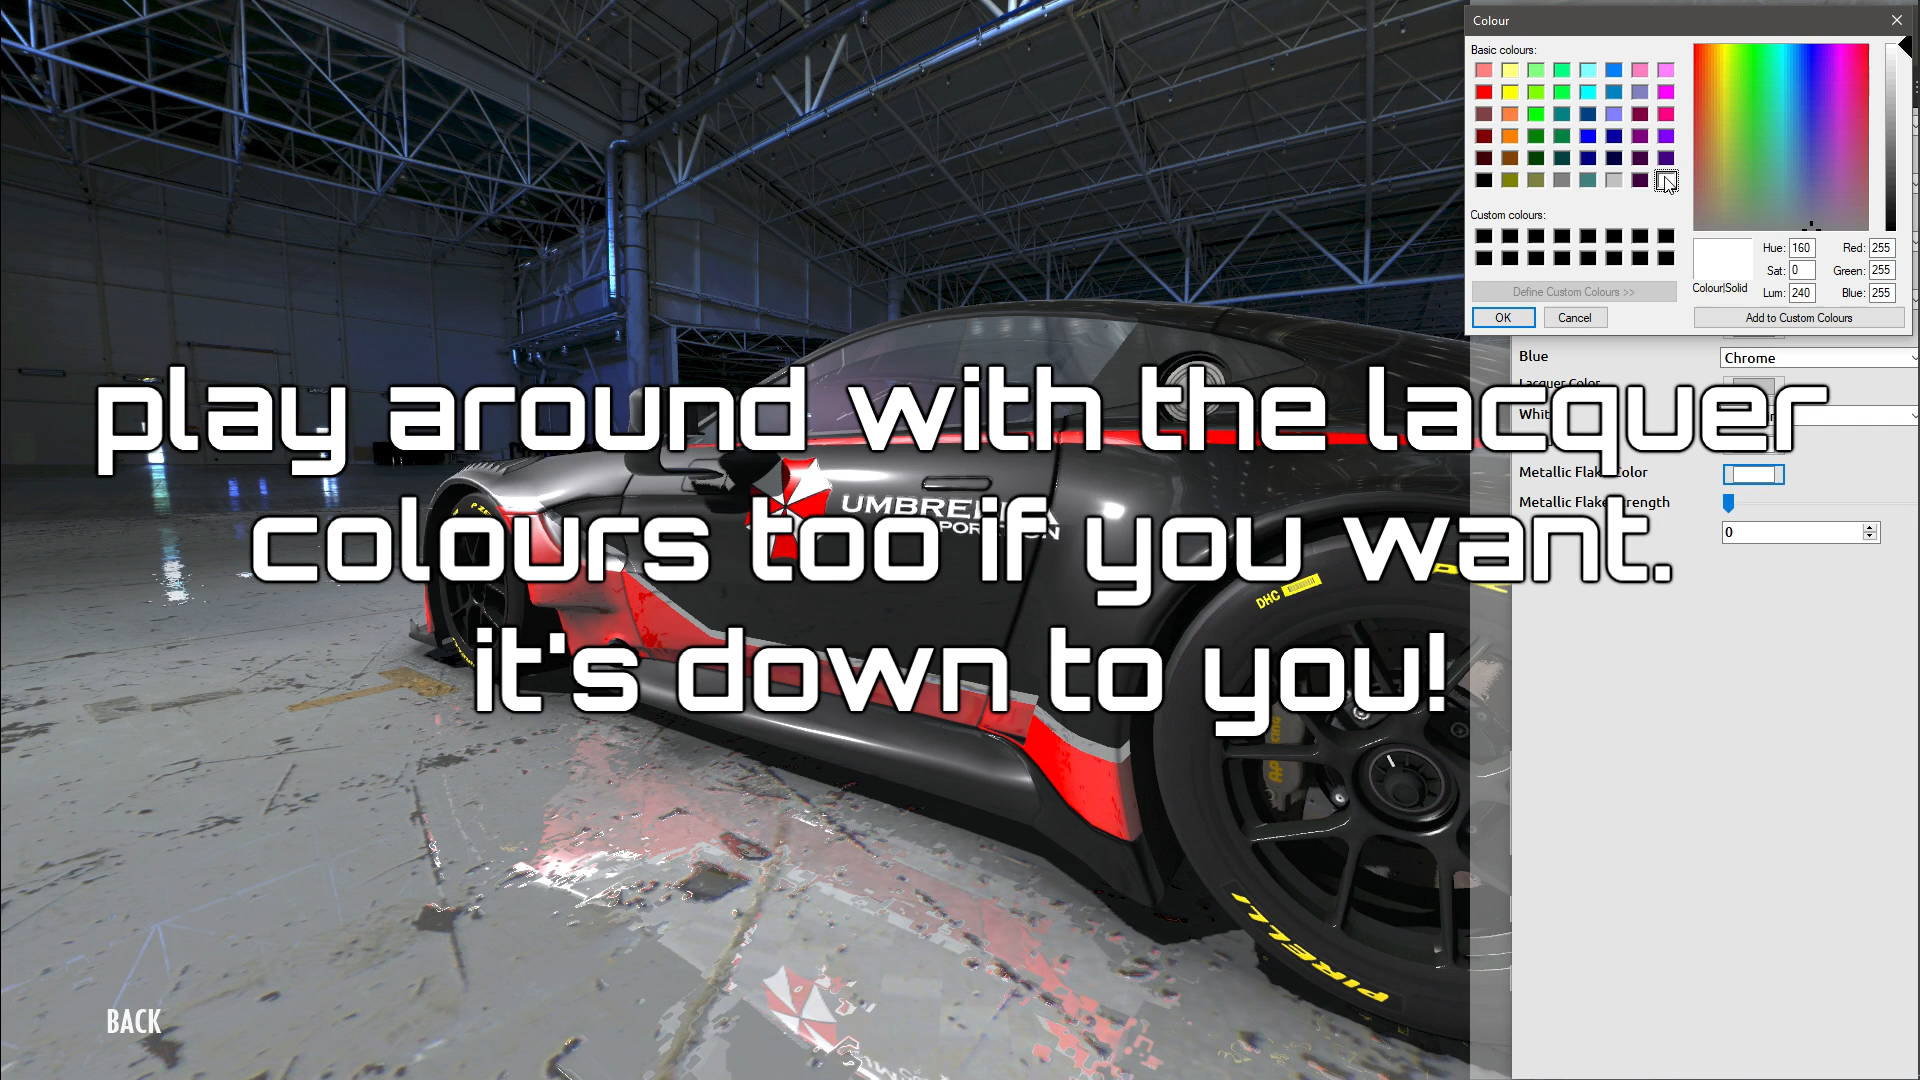 Colour
Basic colours:
Custom colours:
Define Custom Colours >>
OK
Cancel
Hue: 160
Red: 255
Sat: 0
Green: 255
Colour|Solid
Lum: 240
Blue: 255
Add to Custom Colours
Blue
Chrome
Lacquer Color
play around with the lacquer
colours too if you want.
it's down to you!
Metallic Flake Color
Metallic Flake Strength
0
UMBRELLA
DHC
PIRELLI
BACK